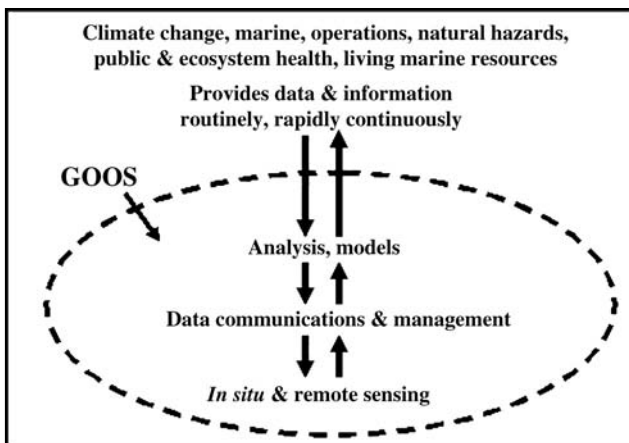 Climate change, marine, operations, natural hazards,
public & ecosystem health, living marine resources
Provides data & information
routinely, rapidly continuously
GOOS
Analysis, models
Data communications & management
In situ & remote sensing